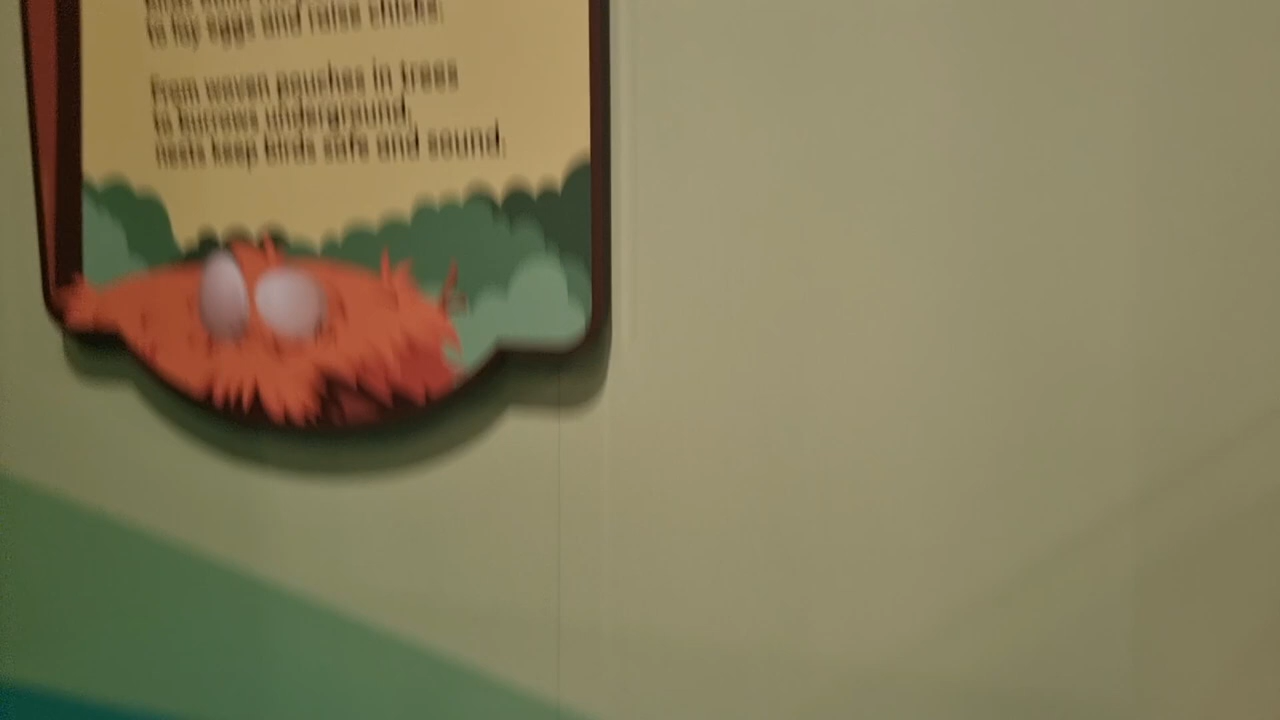 to lay eggs and raise chicks.
From woven pouches in trees
to burrows underground,
nests keep birds safe and sound.